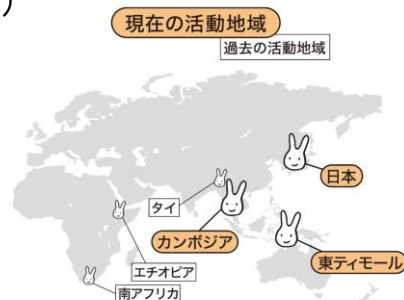 現在の活動地域
過去の活動地域
日本
タイ
カンボジア
東ティモール
エチオピア
南アフリカ